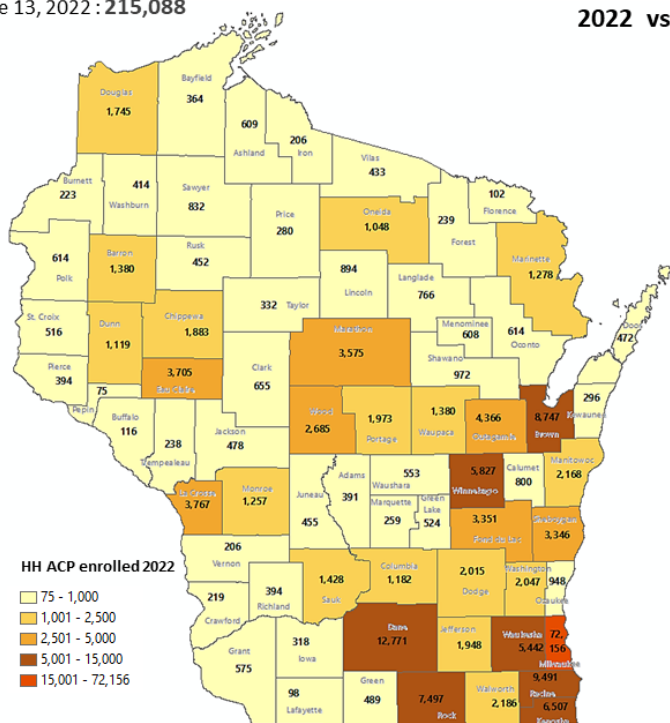 e 13, 2022 : 215,088
2022 vs
Bayfield
364
Douglas
1,745
609
Ashland
206
Iron
Vilas
433
Burnett
223
414
Washburn
Sawyer
832
Price
280
Oneida
1,048
239
Forest
102
Florence
Marinette
1,278
614
Polk
Barron
1,380
Rusk
452
894
Lincoln
Langlade
766
332 Taylor
St. Croix
516
Dunn
1,119
Chippewa
1,883
Marathon
3,575
Menominee
608
614
Oconto
Door
472
Pierce
394
3,705
Eau Claire
Clark
655
Shawano
972
75
Pepin
Buffalo
116
238
Trempealeau
Jackson
478
Wood
2,685
1,973
Portage
1,380
Waupaca
4,366
Outagamie
8,747
Brown
296
Kewaunee
La Crosse
3,767
Monroe
1,257
Juneau
455
Adams
391
553
Waushara
Marquette
259
Green
Lake
524
5,827
Winnebago
Calumet
800
Manitowoc
2,168
3,351
Fond du Lac
Sheboygan
3,346
206
Vernon
219
Crawford
394
Richland
1,428
Sauk
Columbia
1,182
2,015
Dodge
Washington
2,047
948
Ozaukee
Grant
575
318
Iowa
Dane
12,771
Jefferson
1,948
Waukesha
5,442
72,
156
Milwaukee
98
Lafayette
Green
489
7,497
Rock
Walworth
2,186
9,491
Racine
6,507
Kenosha
HH ACP enrolled 2022
75 - 1,000
1,001 - 2,500
2,501 - 5,000
5,001 - 15,000
15,001 - 72,156